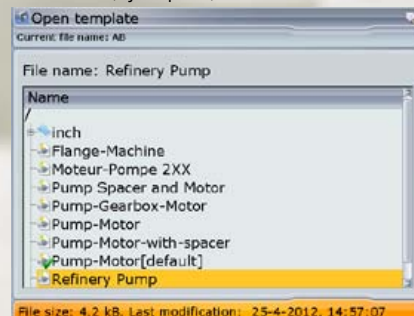 Open template
Current file name: AB
File name: Refinery Pump
Name
/
inch
Flange-Machine
Moteur-Pompe 2XX
Pump Spacer and Motor
Pump-Gearbox-Motor
Pump-Motor
Pump-Motor-with-spacer
Pump-Motor[default]
Refinery Pump
File size: 4.2 kB, Last modification: 25-4-2012, 14:57:07